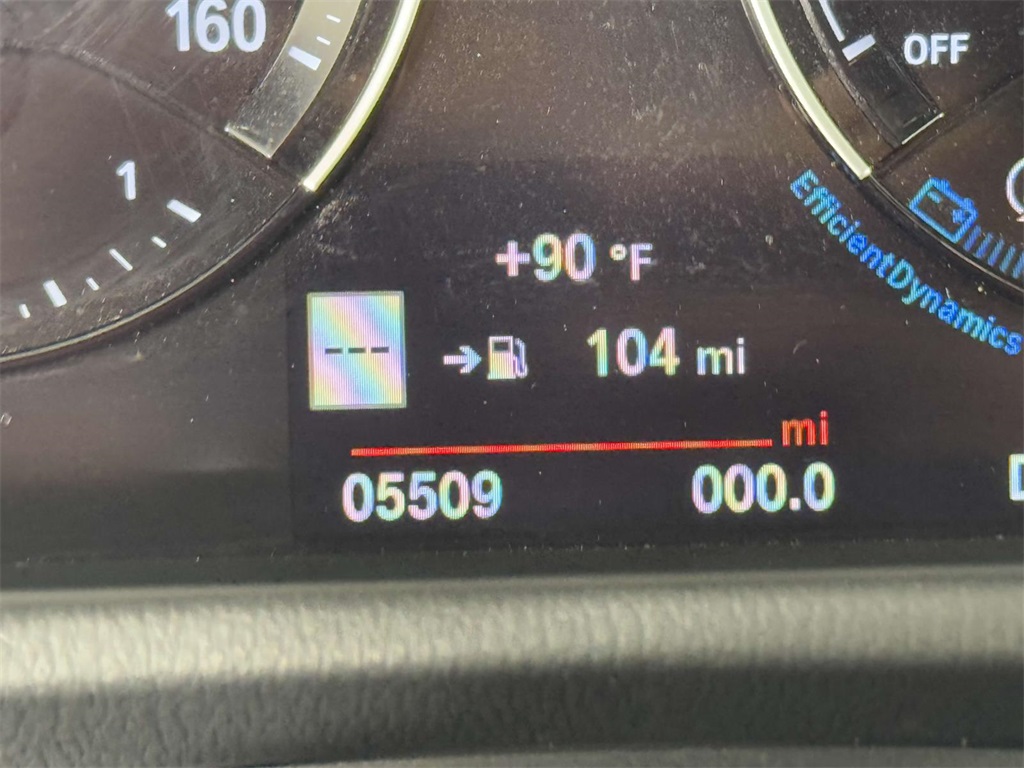 160
OFF
1
EfficientDynamics
+90 °F
---
104 mi
mi
05509 000.0